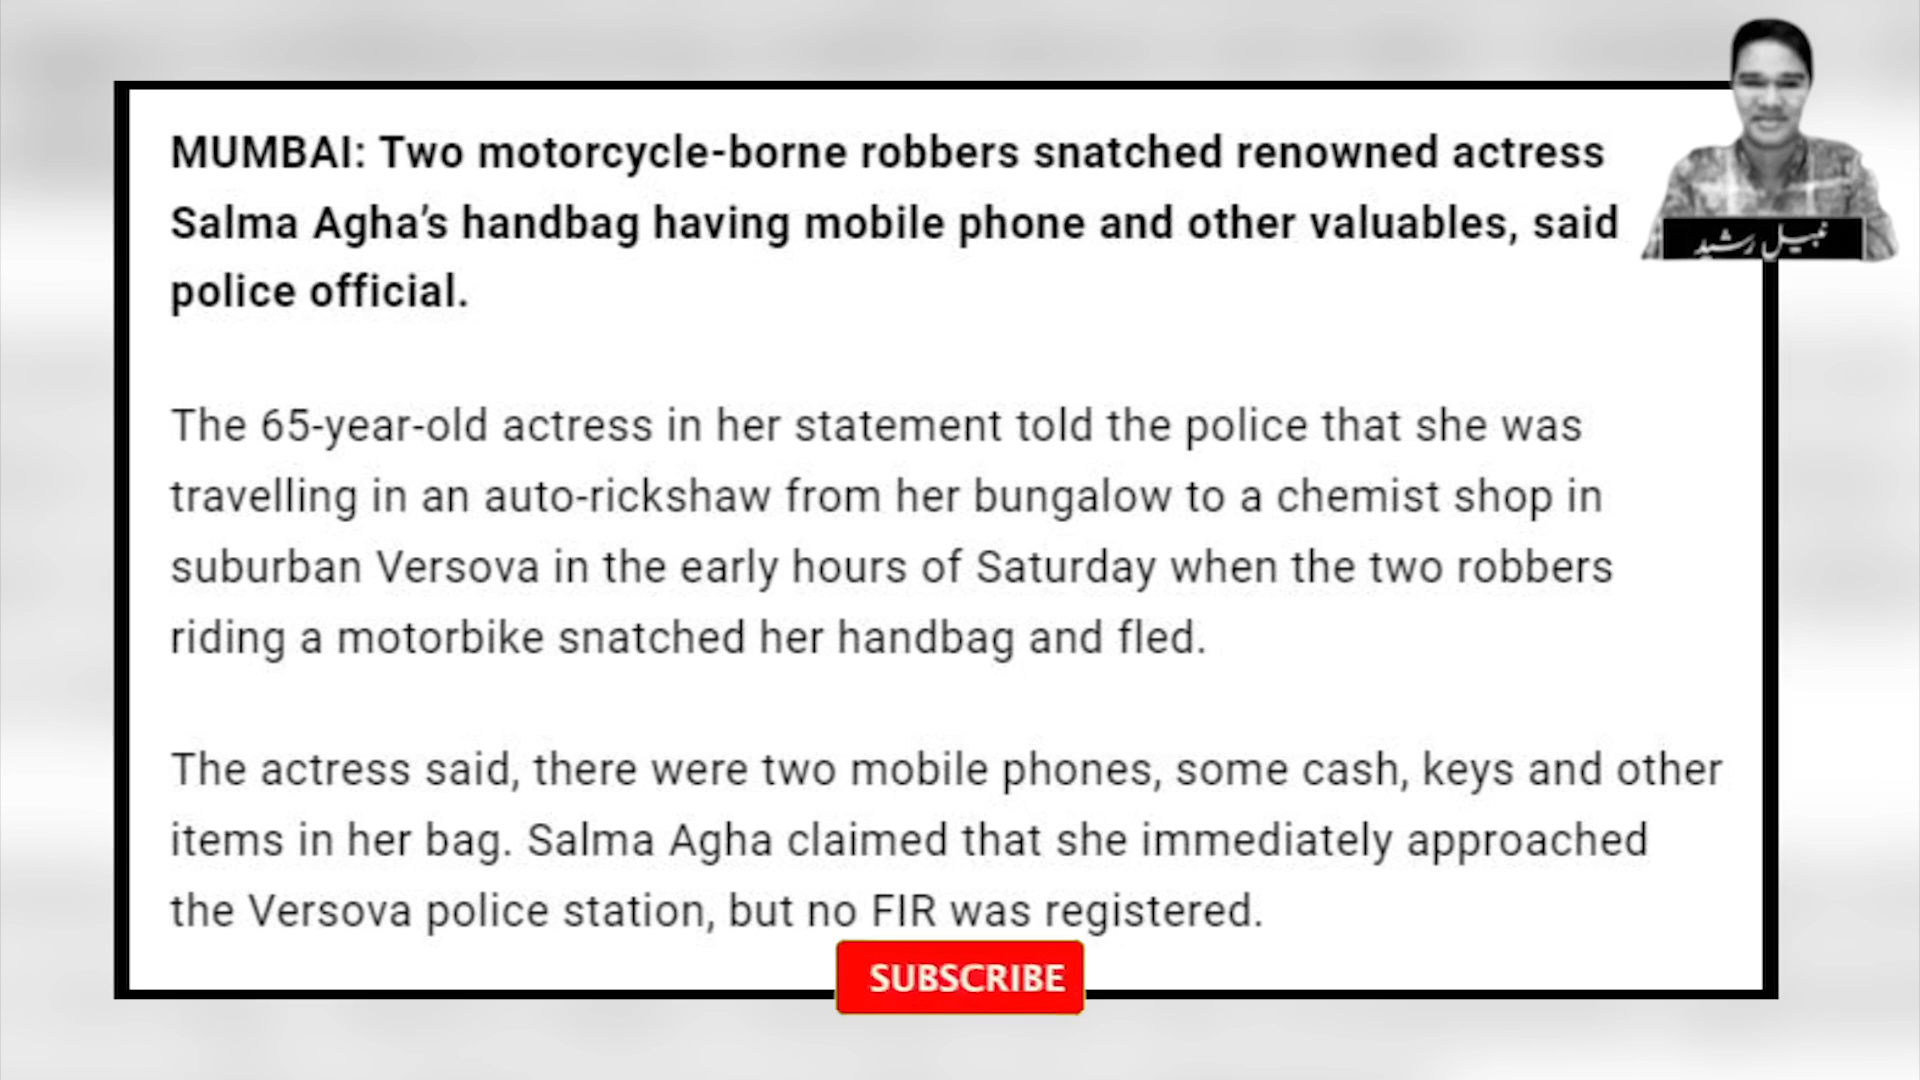 MUMBAI: Two motorcycle-borne robbers snatched renowned actress
Salma Agha’s handbag having mobile phone and other valuables, said
police official.
نبیل رشید
The 65-year-old actress in her statement told the police that she was
travelling in an auto-rickshaw from her bungalow to a chemist shop in
suburban Versova in the early hours of Saturday when the two robbers
riding a motorbike snatched her handbag and fled.
The actress said, there were two mobile phones, some cash, keys and other
items in her bag. Salma Agha claimed that she immediately approached
the Versova police station, but no FIR was registered.
SUBSCRIBE